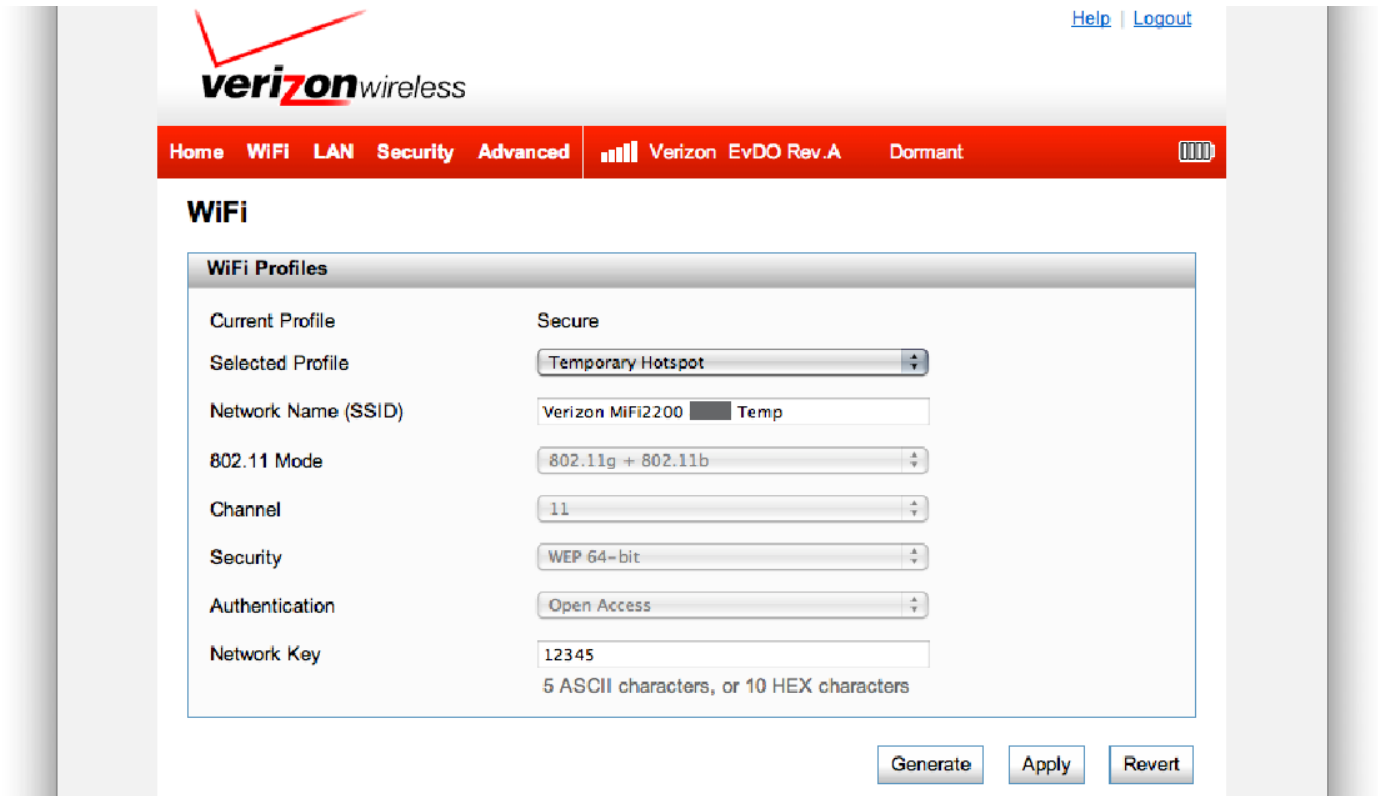 Help | Logout
verizon wireless
Home WiFi LAN Security Advanced Verizon EvDO Rev.A Dormant
WiFi
WiFi Profiles
Current Profile Secure
Selected Profile Temporary Hotspot
Network Name (SSID) Verizon MiFi2200 Temp
802.11 Mode 802.11g + 802.11b
Channel 11
Security WEP 64-bit
Authentication Open Access
Network Key 12345
5 ASCII characters, or 10 HEX characters
Generate Apply Revert